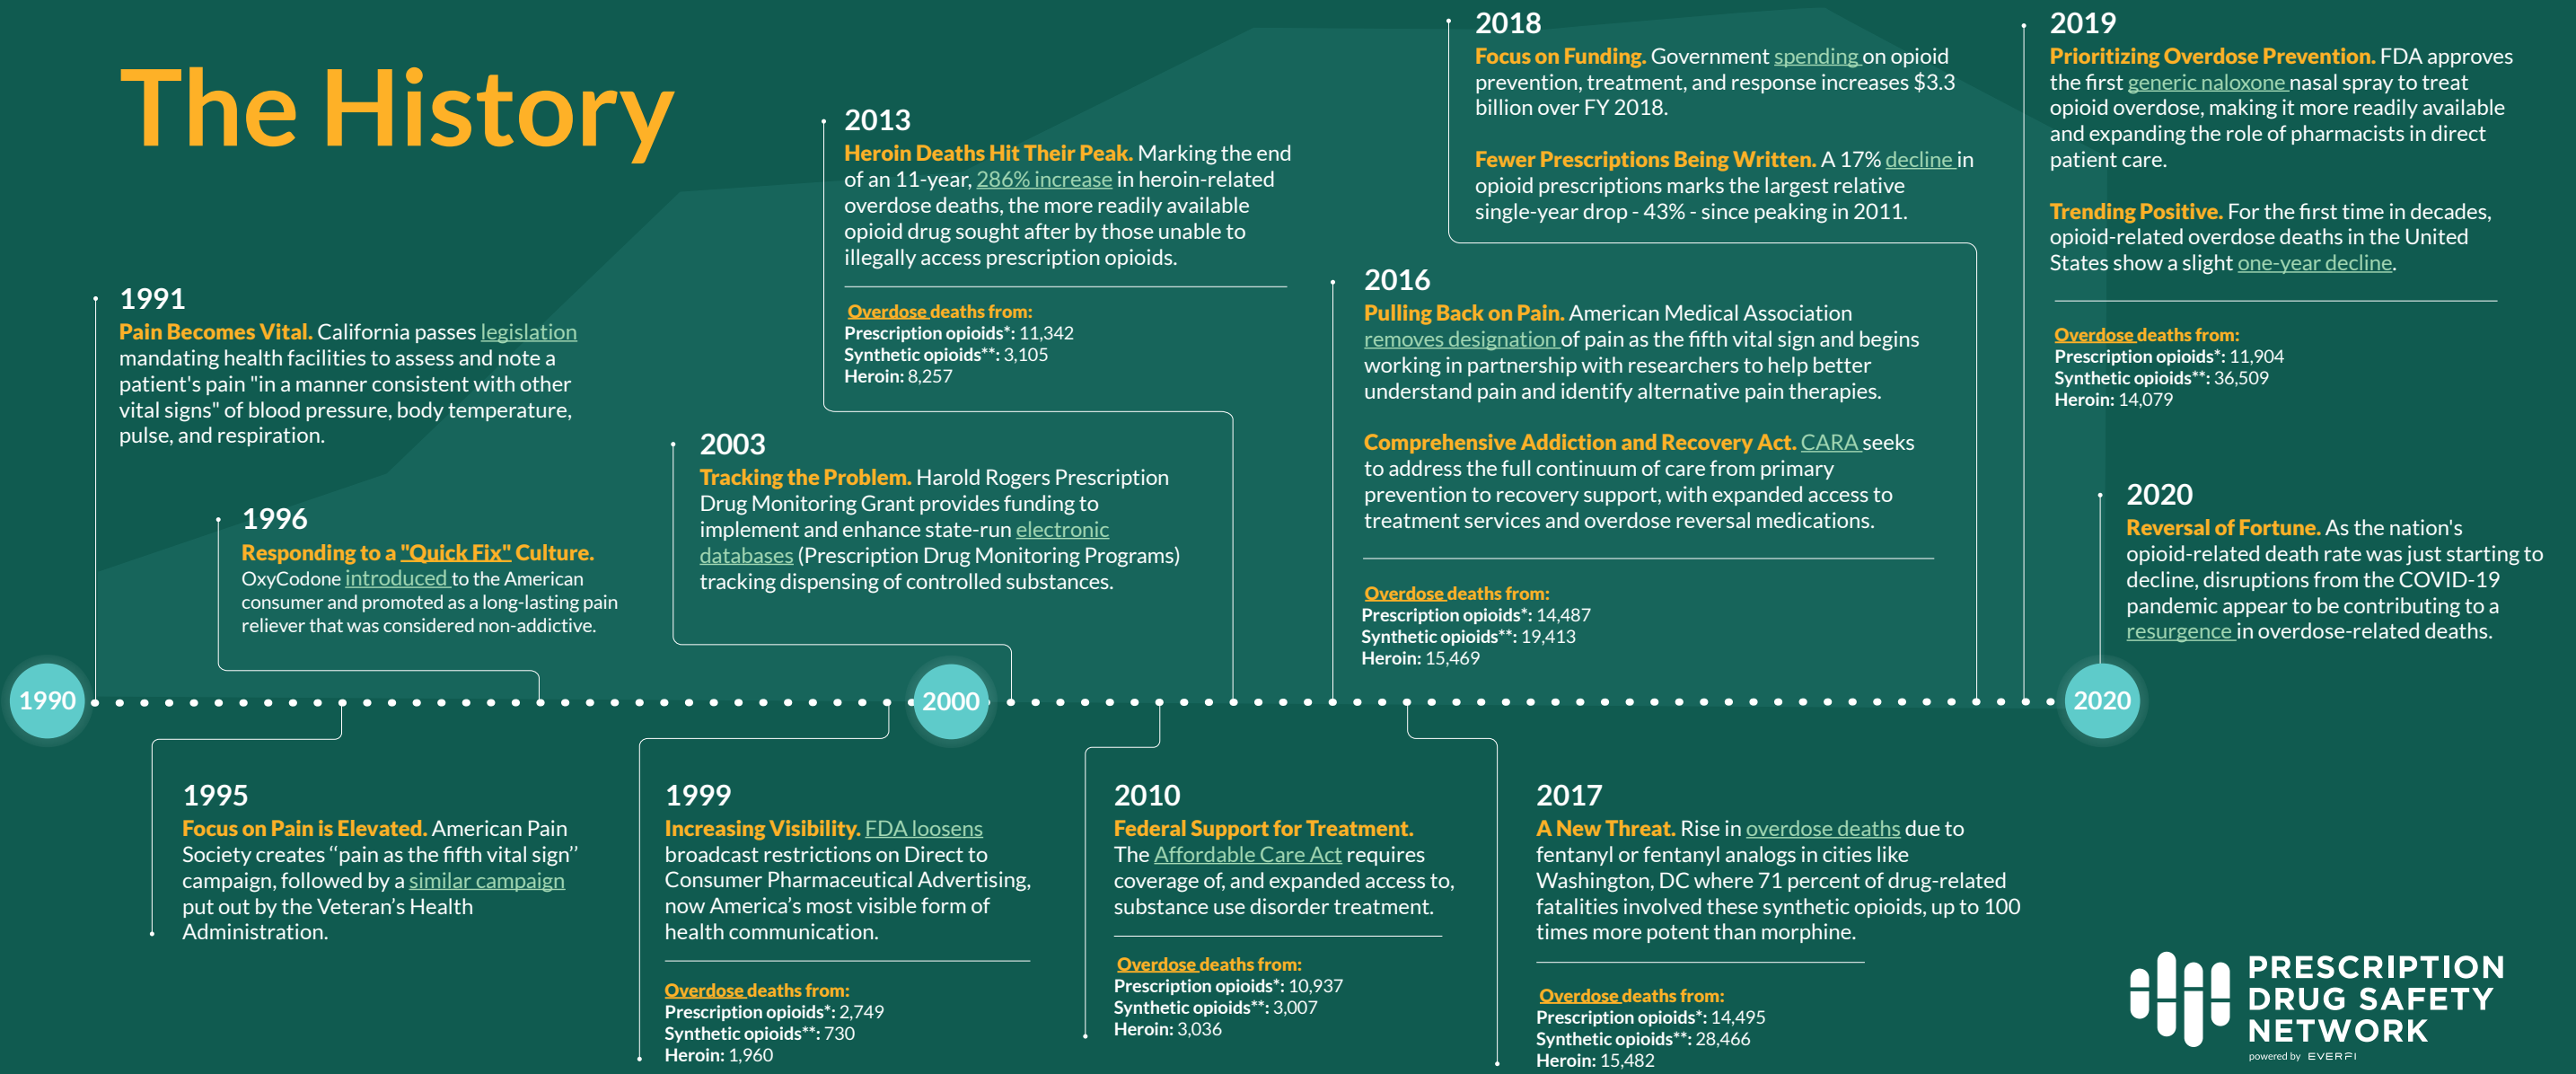 The History
1991
Pain Becomes Vital. California passes legislation
mandating health facilities to assess and note a
patient's pain "in a manner consistent with other
vital signs" of blood pressure, body temperature,
pulse, and respiration.
1996
Responding to a "Quick Fix" Culture.
OxyCodone introduced to the American
consumer and promoted as a long-lasting pain
reliever that was considered non-addictive.
2003
Tracking the Problem. Harold Rogers Prescription
Drug Monitoring Grant provides funding to
implement and enhance state-run electronic
databases (Prescription Drug Monitoring Programs)
tracking dispensing of controlled substances.
2013
Heroin Deaths Hit Their Peak. Marking the end
of an 11-year, 286% increase in heroin-related
overdose deaths, the more readily available
opioid drug sought after by those unable to
illegally access prescription opioids.
Overdose deaths from:
Prescription opioids*: 11,342
Synthetic opioids**: 3,105
Heroin: 8,257
2016
Pulling Back on Pain. American Medical Association
removes designation of pain as the fifth vital sign and begins
working in partnership with researchers to help better
understand pain and identify alternative pain therapies.
Comprehensive Addiction and Recovery Act. CARA seeks
to address the full continuum of care from primary
prevention to recovery support, with expanded access to
treatment services and overdose reversal medications.
Overdose deaths from:
Prescription opioids*: 14,487
Synthetic opioids**: 19,413
Heroin: 15,469
2018
Focus on Funding. Government spending on opioid
prevention, treatment, and response increases $3.3
billion over FY 2018.
Fewer Prescriptions Being Written. A 17% decline in
opioid prescriptions marks the largest relative
single-year drop - 43% - since peaking in 2011.
2019
Prioritizing Overdose Prevention. FDA approves
the first generic naloxone nasal spray to treat
opioid overdose, making it more readily available
and expanding the role of pharmacists in direct
patient care.
Trending Positive. For the first time in decades,
opioid-related overdose deaths in the United
States show a slight one-year decline.
Overdose deaths from:
Prescription opioids*: 11,904
Synthetic opioids**: 36,509
Heroin: 14,079
2020
Reversal of Fortune. As the nation's
opioid-related death rate was just starting to
decline, disruptions from the COVID-19
pandemic appear to be contributing to a
resurgence in overdose-related deaths.
1990
2000
2020
1995
Focus on Pain is Elevated. American Pain
Society creates ‘‘pain as the fifth vital sign’’
campaign, followed by a similar campaign
put out by the Veteran’s Health
Administration.
1999
Increasing Visibility. FDA loosens
broadcast restrictions on Direct to
Consumer Pharmaceutical Advertising,
now America’s most visible form of
health communication.
Overdose deaths from:
Prescription opioids*: 2,749
Synthetic opioids**: 730
Heroin: 1,960
2010
Federal Support for Treatment.
The Affordable Care Act requires
coverage of, and expanded access to,
substance use disorder treatment.
Overdose deaths from:
Prescription opioids*: 10,937
Synthetic opioids**: 3,007
Heroin: 3,036
2017
A New Threat. Rise in overdose deaths due to
fentanyl or fentanyl analogs in cities like
Washington, DC where 71 percent of drug-related
fatalities involved these synthetic opioids, up to 100
times more potent than morphine.
Overdose deaths from:
Prescription opioids*: 14,495
Synthetic opioids**: 28,466
Heroin: 15,482
PRESCRIPTION
DRUG SAFETY
NETWORK
powered by EVERFI